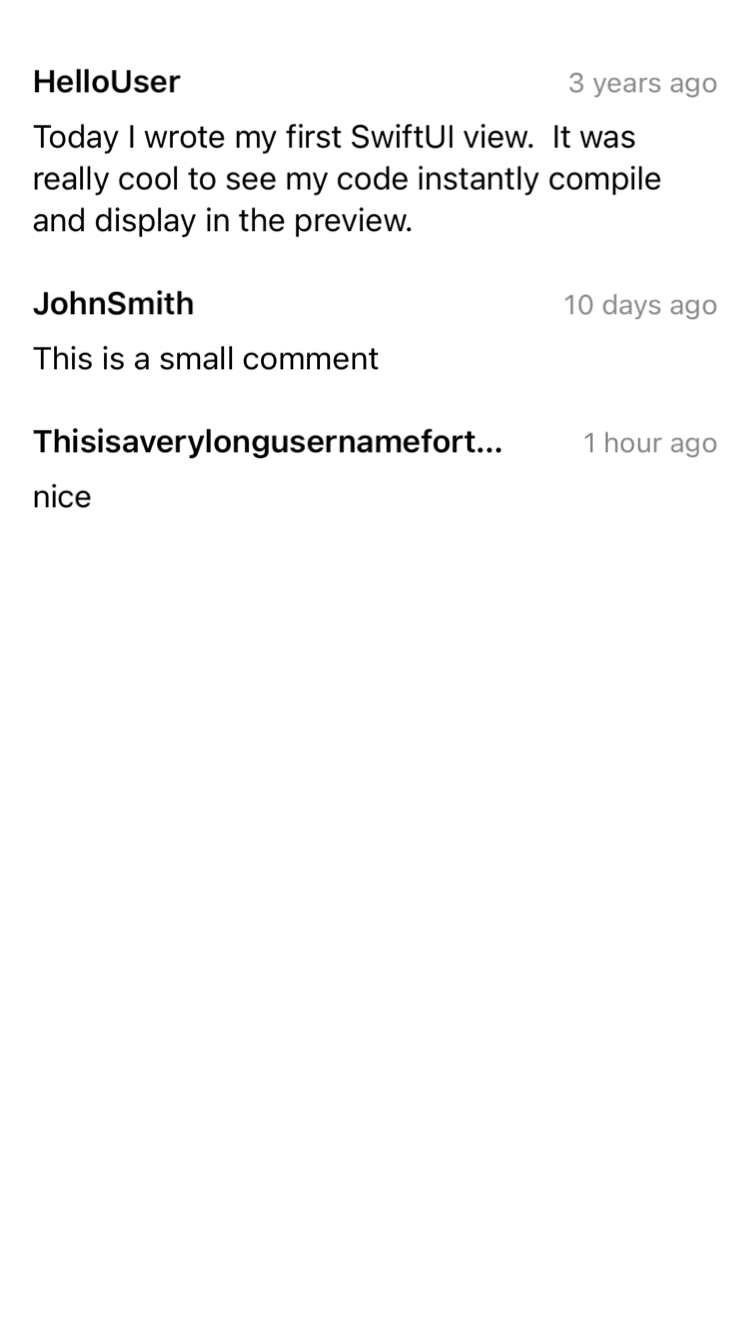 HelloUser 3 years ago
Today I wrote my first SwiftUI view.  It was
really cool to see my code instantly compile
and display in the preview.
JohnSmith 10 days ago
This is a small comment
Thisisaverylongusernamefort... 1 hour ago
nice